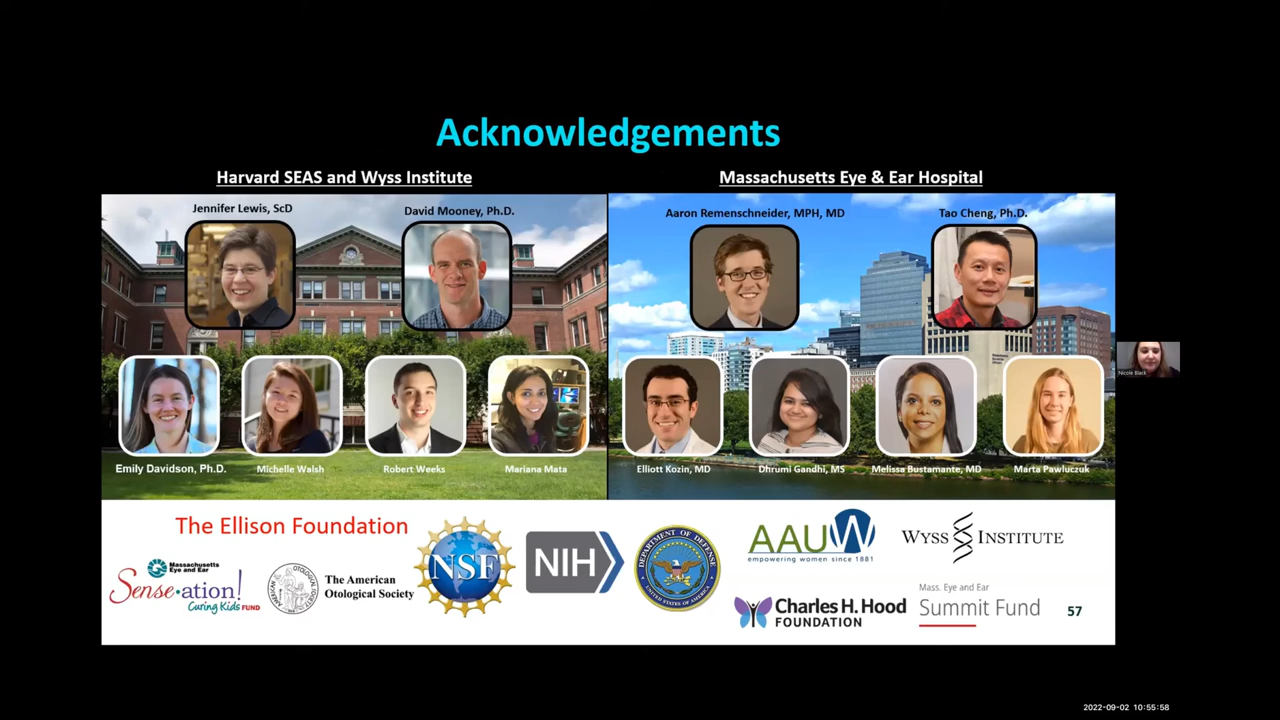 Acknowledgements
Harvard SEAS and Wyss Institute
Massachusetts Eye & Ear Hospital
Jennifer Lewis, ScD
David Mooney, Ph.D.
Aaron Remenschneider, MPH, MD
Tao Cheng, Ph.D.
Nicole Black
Emily Davidson, Ph.D.
Michelle Walsh
Robert Weeks
Mariana Mata
Elliott Kozin, MD
Dhrumi Gandhi, MS
Melissa Bustamante, MD
Marta Pawluczuk
The Ellison Foundation
Massachusetts
Eye and Ear
Sense·ation!
Curing Kids FUND
The American
Otological Society
NSF
NIH
DEPARTMENT OF DEFENSE
UNITED STATES OF AMERICA
AAUW
empowering women since 1881
WYSS INSTITUTE
Charles H. Hood
FOUNDATION
Mass. Eye and Ear
Summit Fund
57
2022-09-02 10:55:58